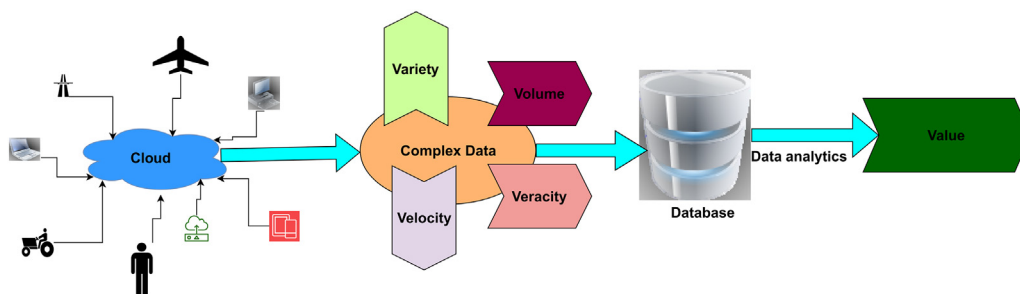 Cloud
Variety
Volume
Complex Data
Velocity
Veracity
Database
Data analytics
Value